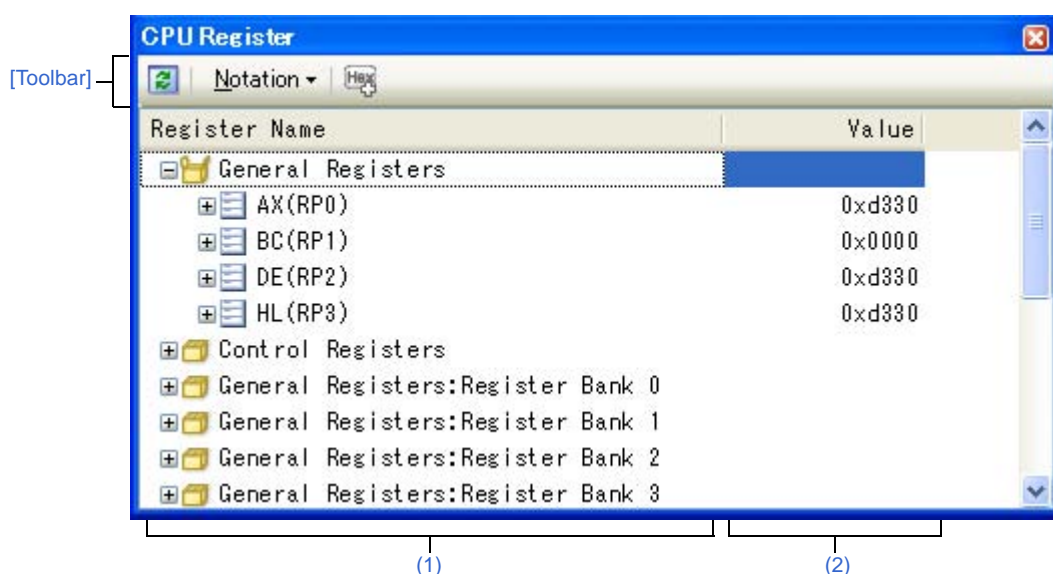 CPU Register
[Toolbar]
Notation
Hex
Register Name Value
General Registers
AX(RP0) 0xd330
BC(RP1) 0x0000
DE(RP2) 0xd330
HL(RP3) 0xd330
Control Registers
General Registers:Register Bank 0
General Registers:Register Bank 1
General Registers:Register Bank 2
General Registers:Register Bank 3
(1) (2)